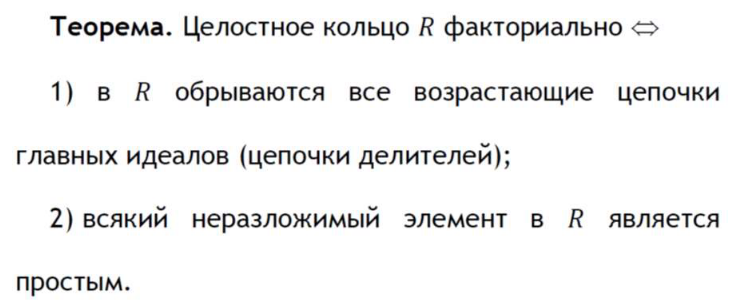 Теорема. Целостное кольцо R факториально ⇔
1) в R обрываются все возрастающие цепочки
главных идеалов (цепочки делителей);
2) всякий неразложимый элемент в R является
простым.